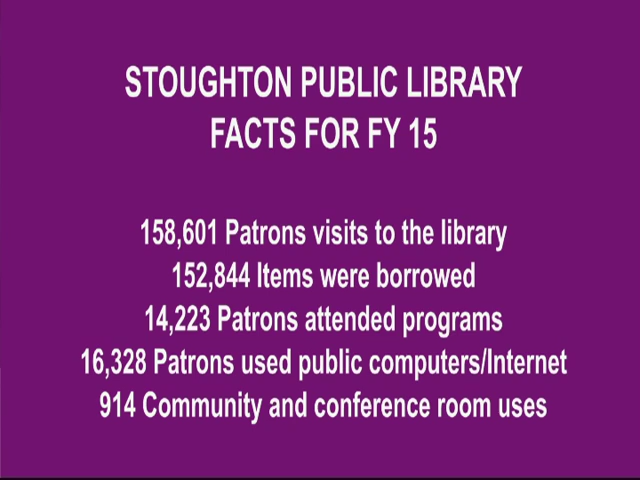 STOUGHTON PUBLIC LIBRARY
FACTS FOR FY 15
158,601 Patrons visits to the library
152,844 Items were borrowed
14,223 Patrons attended programs
16,328 Patrons used public computers/Internet
914 Community and conference room uses